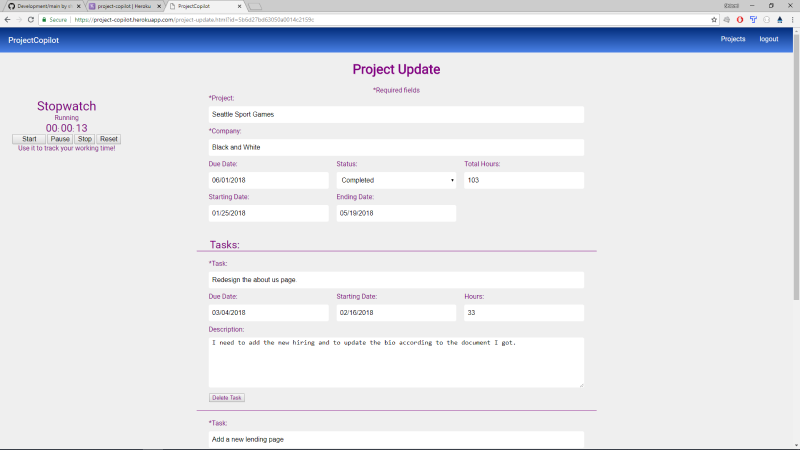 Development/main by st
project-copilot | Heroku
ProjectCopilot
Secure
https://project-copilot.herokuapp.com/project-update.html?id=5b6d27bd63050a0014c2159c
ProjectCopilot
Projects
logout
Project Update
*Required fields
Stopwatch
Running
00:00:13
Start
Pause
Stop
Reset
Use it to track your working time!
*Project:
Seattle Sport Games
*Company:
Black and White
Due Date:
Status:
Total Hours:
06/01/2018
Completed
103
Starting Date:
Ending Date:
01/25/2018
05/19/2018
Tasks:
*Task:
Redesign the about us page.
Due Date:
Starting Date:
Hours:
03/04/2018
02/16/2018
33
Description:
I need to add the new hiring and to update the bio according to the document I got.
Delete Task
*Task:
Add a new lending page